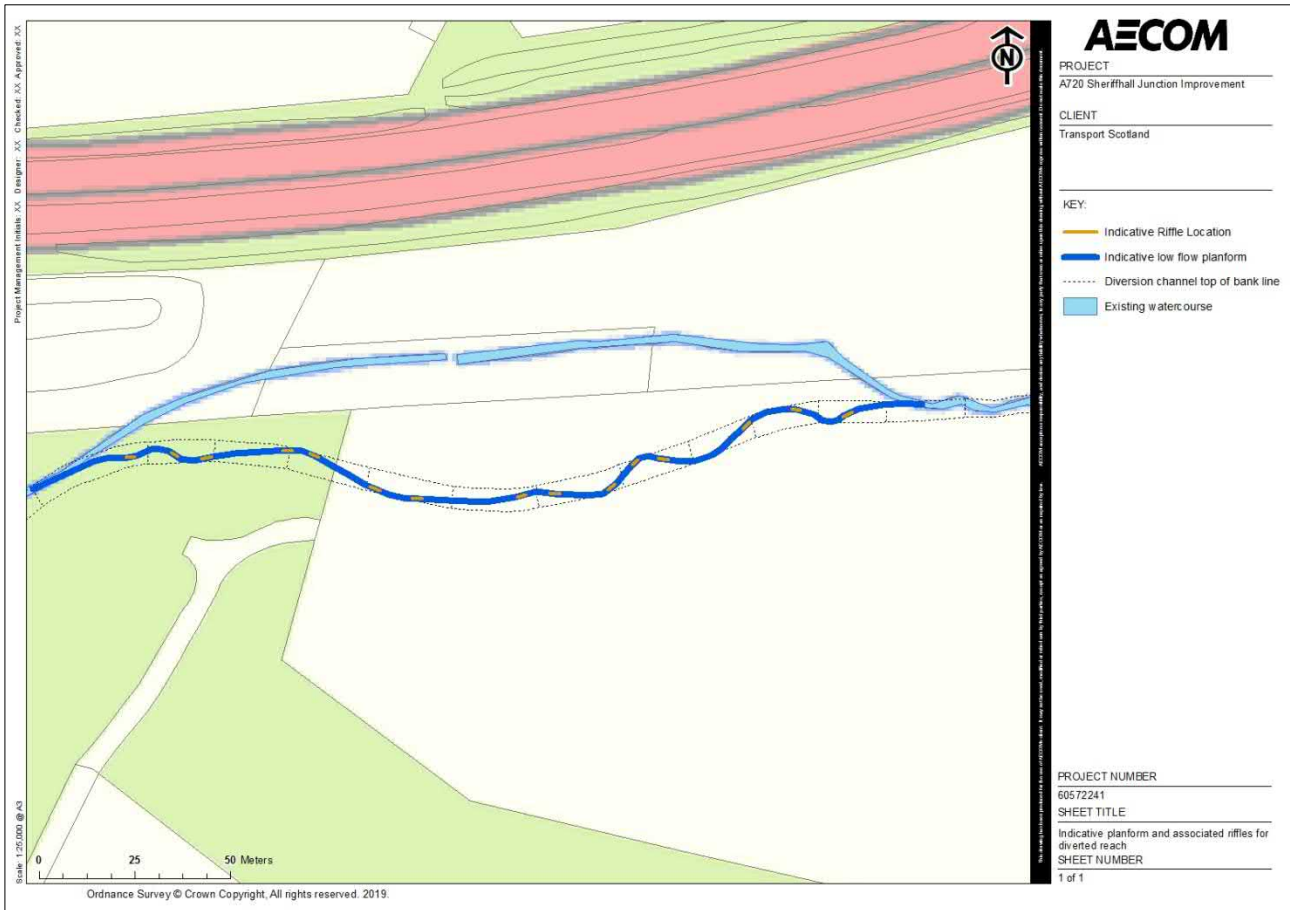 AECOM
PROJECT
A720 Sheriffhall Junction Improvement
CLIENT
Transport Scotland
KEY:
Indicative Riffle Location
Indicative low flow planform
Diversion channel top of bank line
Existing watercourse
PROJECT NUMBER
60572241
SHEET TITLE
Indicative planform and associated riffles for
diverted reach
SHEET NUMBER
1 of 1
N
Project Management Initials: XX Designer: XX Checked: XX Approved: XX
Scale: 1:25,000 @ A3
0 25 50 Meters
Ordnance Survey © Crown Copyright, All rights reserved. 2019.